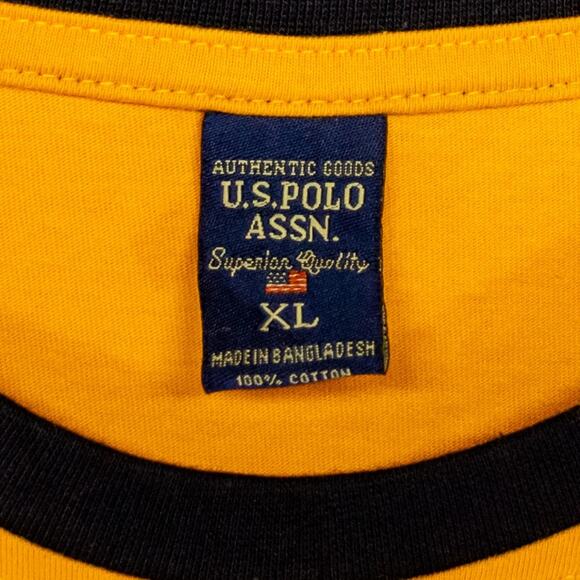 AUTHENTIC GOODS
U.S. POLO
ASSN.
Superior Quality
XL
MADE IN BANGLADESH
100% COTTON